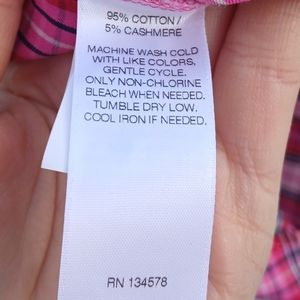 95% COTTON/
5% CASHMERE
MACHINE WASH COLD
WITH LIKE COLORS,
GENTLE CYCLE.
ONLY NON-CHLORINE
BLEACH WHEN NEEDED.
TUMBLE DRY LOW.
COOL IRON IF NEEDED.
RN 134578